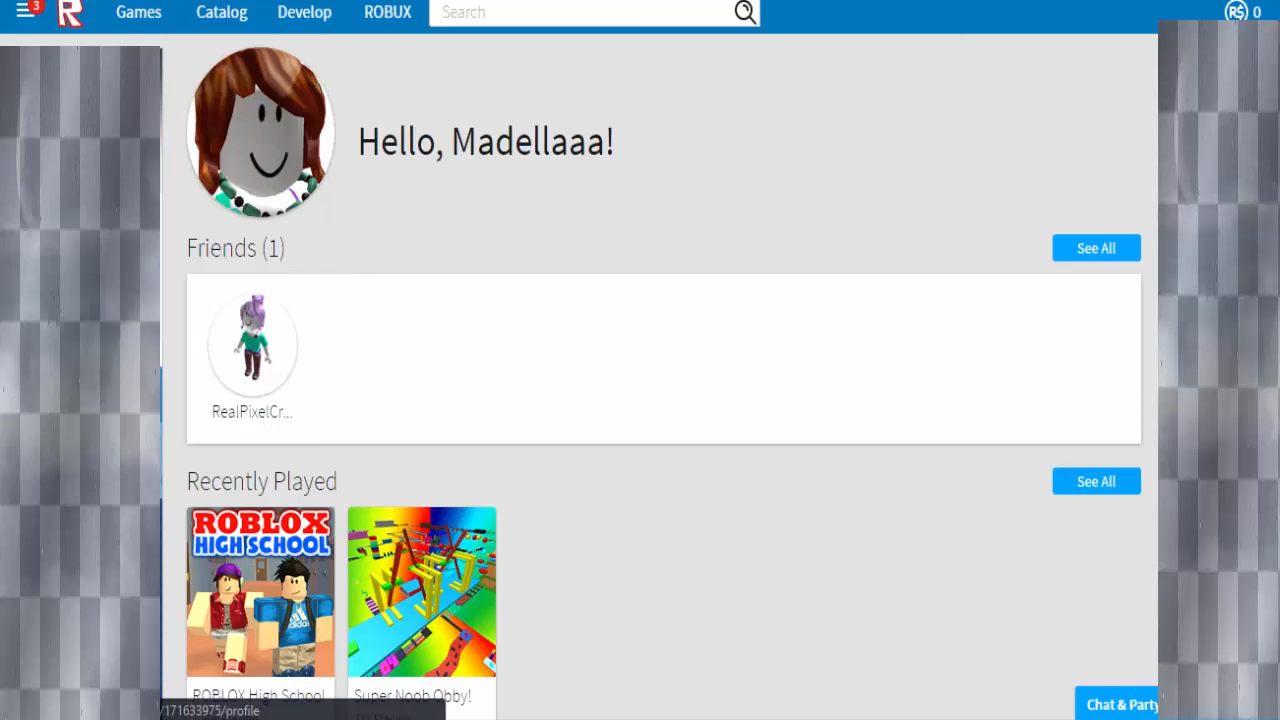 3
R
Games Catalog Develop ROBUX Search R$ 0
Hello, Madellaaa!
Friends (1) See All
RealPixelCr...
Recently Played See All
ROBLOX
HIGH SCHOOL
adidas
ROBLOX High School
Super Noob Obby!
/171633975/profile
Chat & Party